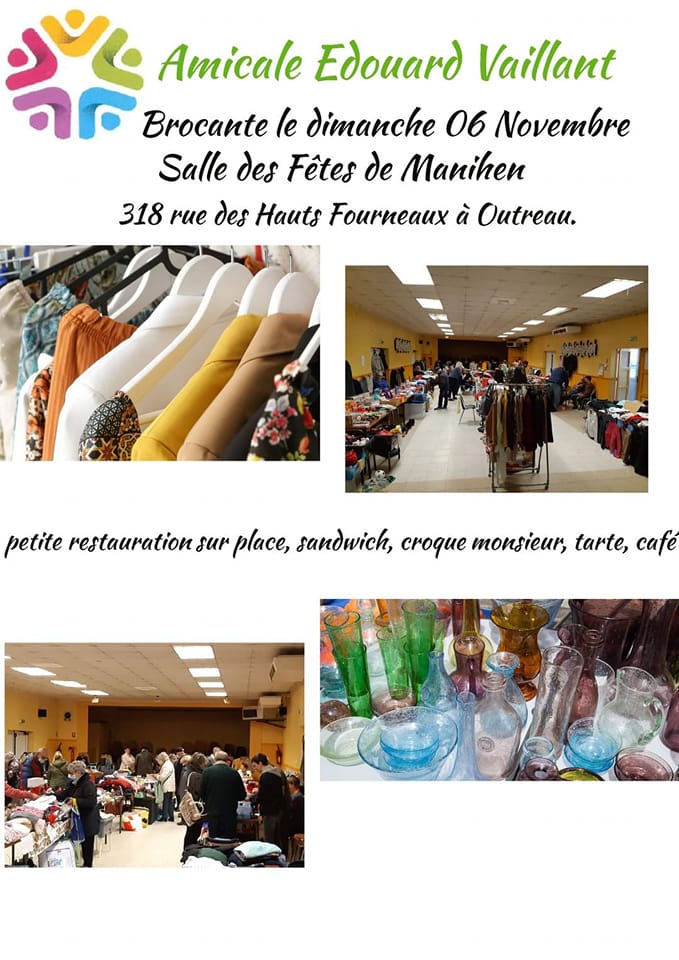 Amicale Edouard Vaillant
Brocante le dimanche 06 Novembre
Salle des Fêtes de Manihen
318 rue des Hauts Fourneaux à Outreau.
petite restauration sur place, sandwich, croque monsieur, tarte, café